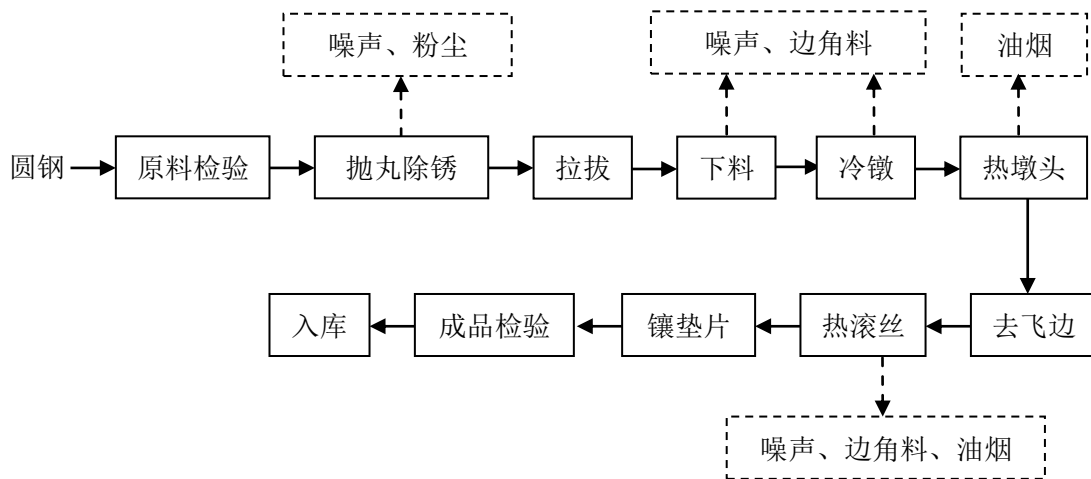 噪声、粉尘
噪声、边角料
油烟
圆钢
原料检验
抛丸除锈
拉拔
下料
冷镦
热墩头
入库
成品检验
镶垫片
热滚丝
去飞边
噪声、边角料、油烟